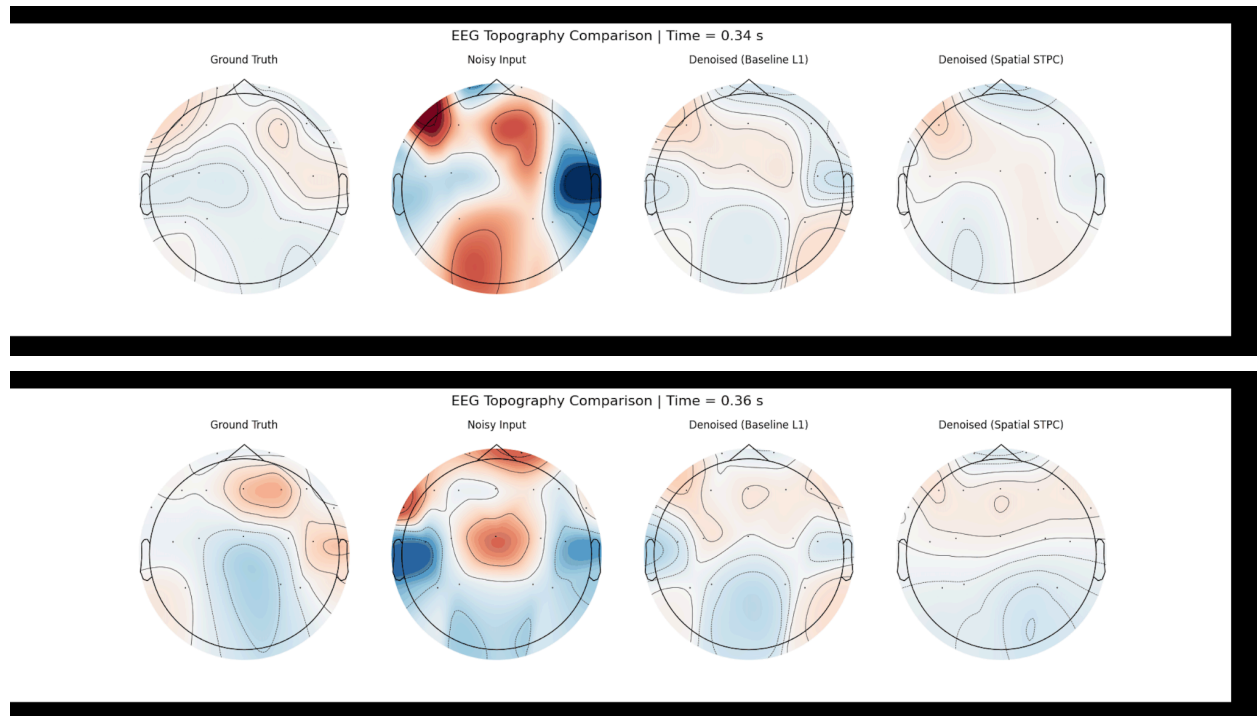 EEG Topography Comparison | Time = 0.34 s
Ground Truth
Noisy Input
Denoised (Baseline L1)
Denoised (Spatial STPC)
EEG Topography Comparison | Time = 0.36 s
Ground Truth
Noisy Input
Denoised (Baseline L1)
Denoised (Spatial STPC)